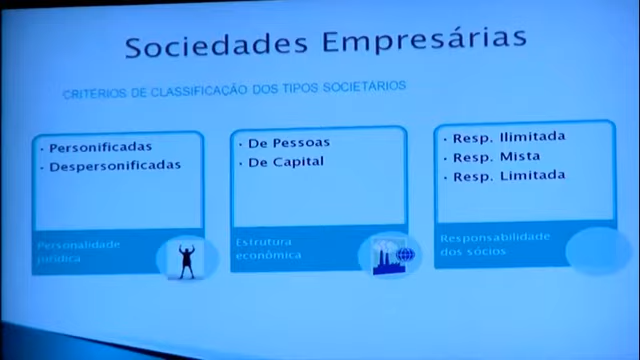 Sociedades Empresárias
CRITÉRIOS DE CLASSIFICAÇÃO DOS TIPOS SOCIETÁRIOS
· Personificadas
· Despersonificadas
Personalidade
jurídica
· De Pessoas
· De Capital
Estrutura
econômica
· Resp. Ilimitada
· Resp. Mista
· Resp. Limitada
Responsabilidade
dos sócios